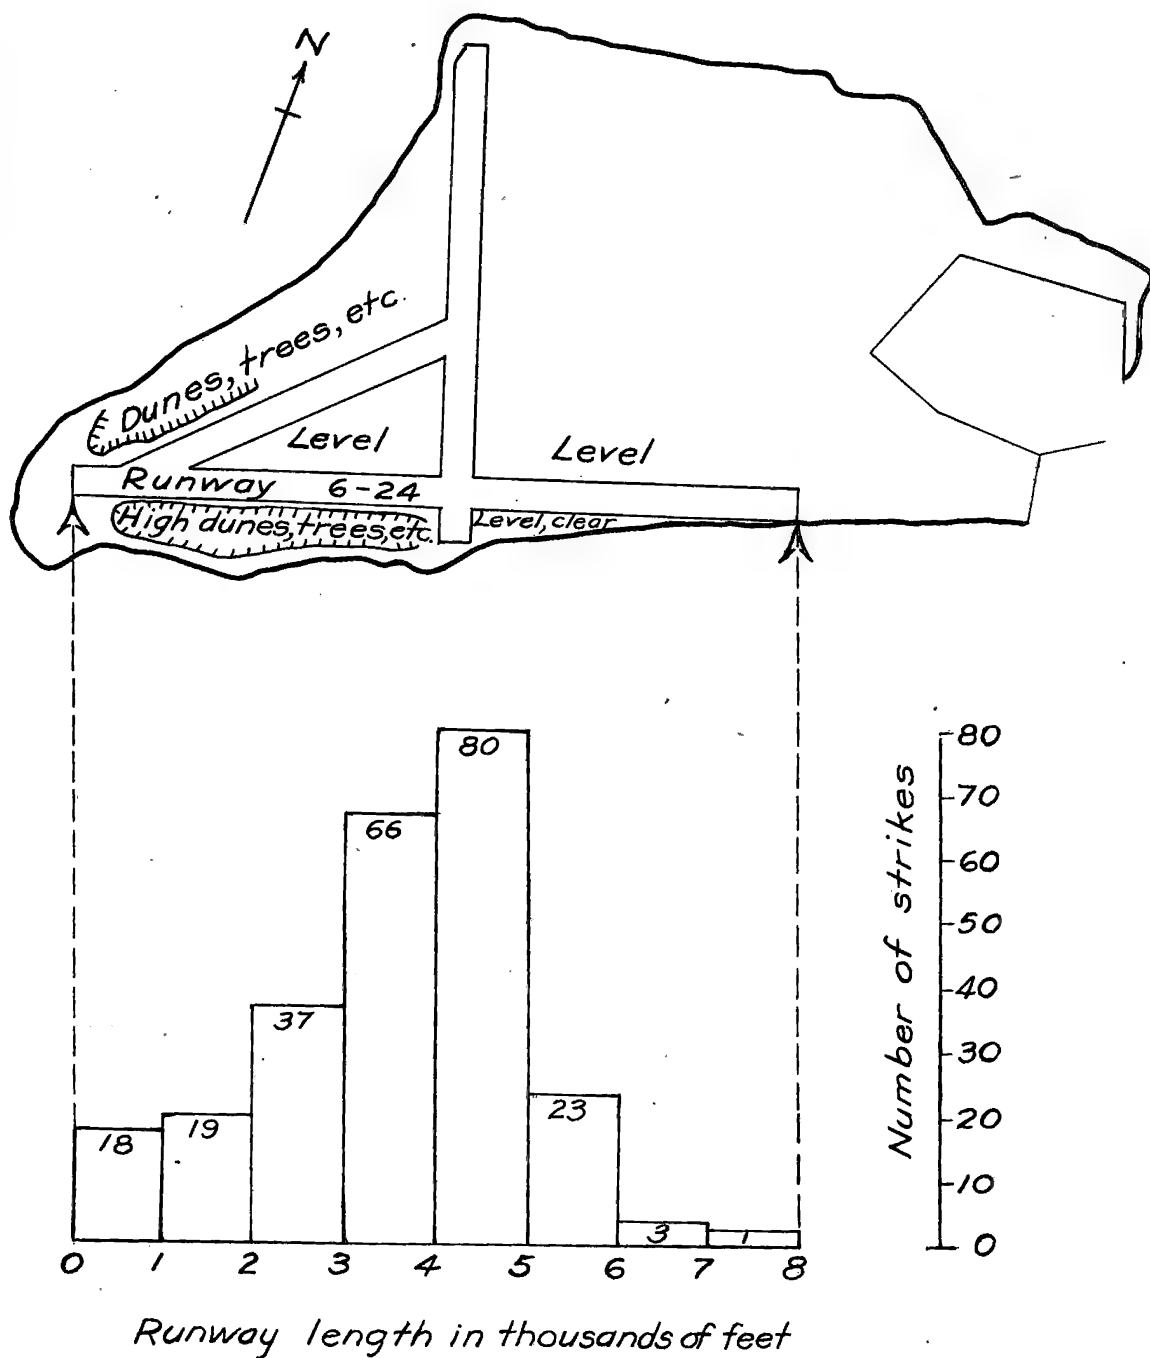 N
Dunes, trees, etc.
Level
Level
Runway 6-24
High dunes, trees, etc.
Level, clear
80
66
37
23
18
19
3
1
0 1 2 3 4 5 6 7 8
Runway length in thousands of feet
Number of strikes
80
70
60
50
40
30
20
10
0